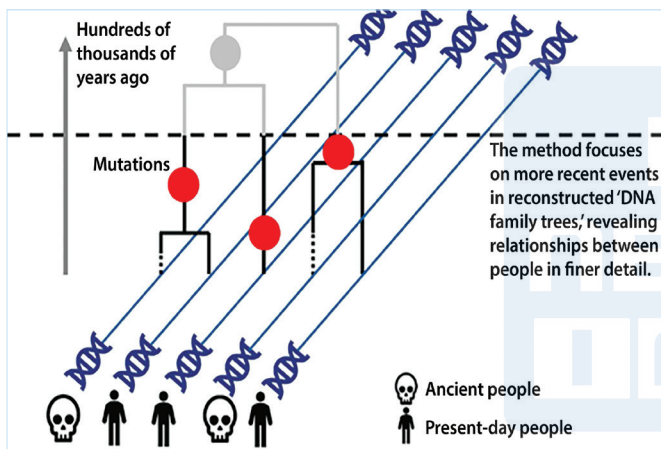 Hundreds of
thousands of
years ago
Mutations
The method focuses
on more recent events
in reconstructed ‘DNA
family trees,’ revealing
relationships between
people in finer detail.
Ancient people
Present-day people